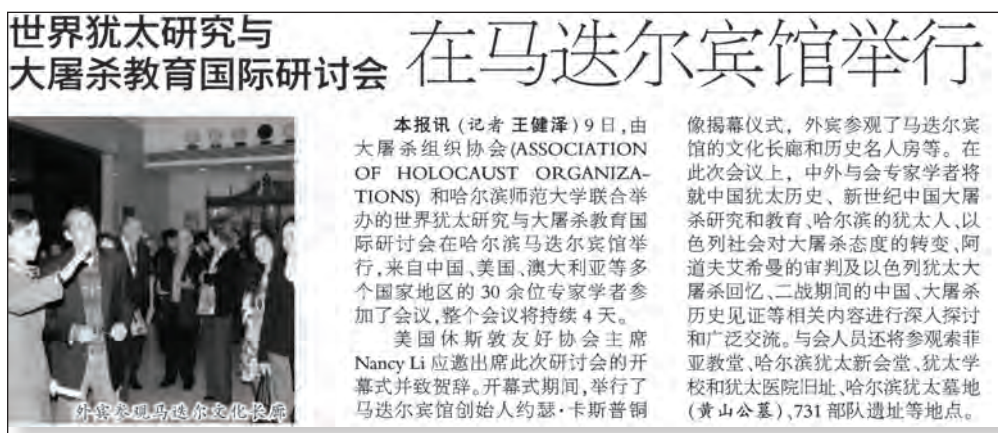 世界犹太研究与
大屠杀教育国际研讨会
在马迭尔宾馆举行
本报讯 (记者 王健泽) 9 日,由
大屠杀组织协会(ASSOCIATION
OF HOLOCAUST ORGANIZA-
TIONS) 和哈尔滨师范大学联合举
办的世界犹太研究与大屠杀教育国
际研讨会在哈尔滨马迭尔宾馆举
行,来自中国、美国、澳大利亚等多
个国家地区的 30 余位专家学者参
加了会议,整个会议将持续 4 天。
美国休斯敦友好协会主席
Nancy Li 应邀出席此次研讨会的开
幕式并致贺辞。开幕式期间,举行了
马迭尔宾馆创始人约瑟·卡斯普铜
像揭幕仪式，外宾参观了马迭尔宾
馆的文化长廊和历史名人房等。在
此次会议上，中外与会专家学者将
就中国犹太历史、新世纪中国大屠
杀研究和教育、哈尔滨的犹太人、以
色列社会对大屠杀态度的转变、阿
道夫艾希曼的审判及以色列犹太大
屠杀回忆、二战期间的中国、大屠杀
历史见证等相关内容进行深入探讨
和广泛交流。与会人员还将参观索菲
亚教堂、哈尔滨犹太新会堂、犹太学
校和犹太医院旧址、哈尔滨犹太墓地
(黄山公墓)、731 部队遗址等地点。
外宾参观马迭尔文化长廊